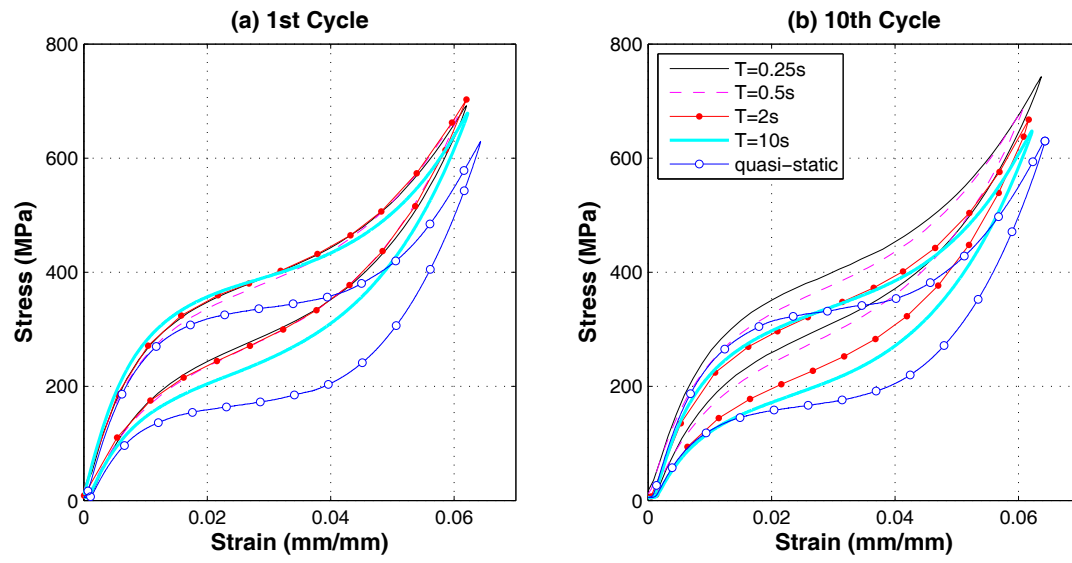 (a) 1st Cycle
800
600
400
200
0
0
0.02
0.04
0.06
Stress (MPa)
Strain (mm/mm)
(b) 10th Cycle
T=0.25s
T=0.5s
T=2s
T=10s
quasi-static
800
600
400
200
0
0
0.02
0.04
0.06
Stress (MPa)
Strain (mm/mm)